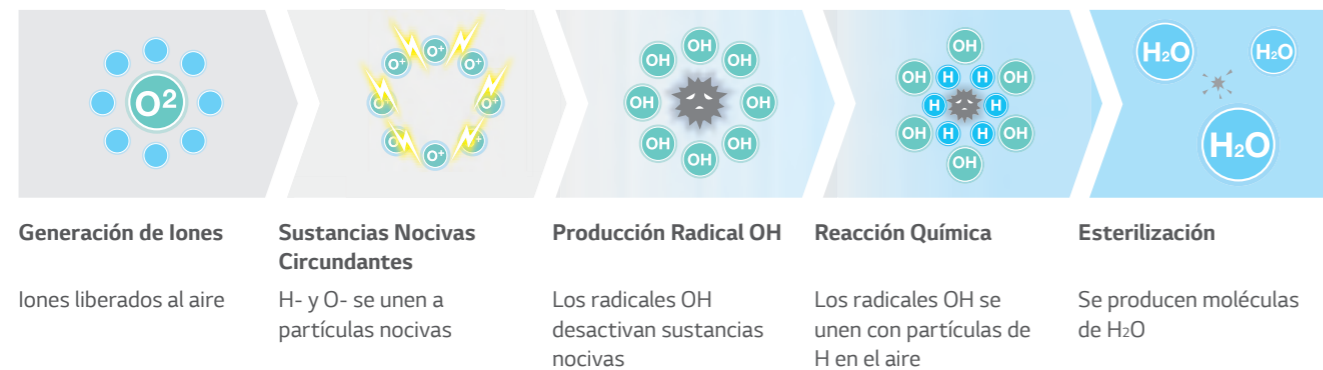 O2
O+ O+ O+ O+ O+ O+ O+ O+
OH OH OH OH OH OH OH OH
OH
OH H H OH
H H
OH H H OH
OH
H2O H2O
H2O
Generación de Iones
Iones liberados al aire
Sustancias Nocivas
Circundantes
H- y O- se unen a
partículas nocivas
Producción Radical OH
Los radicales OH
desactivan sustancias
nocivas
Reacción Química
Los radicales OH se
unen con partículas de
H en el aire
Esterilización
Se producen moléculas
de H2O